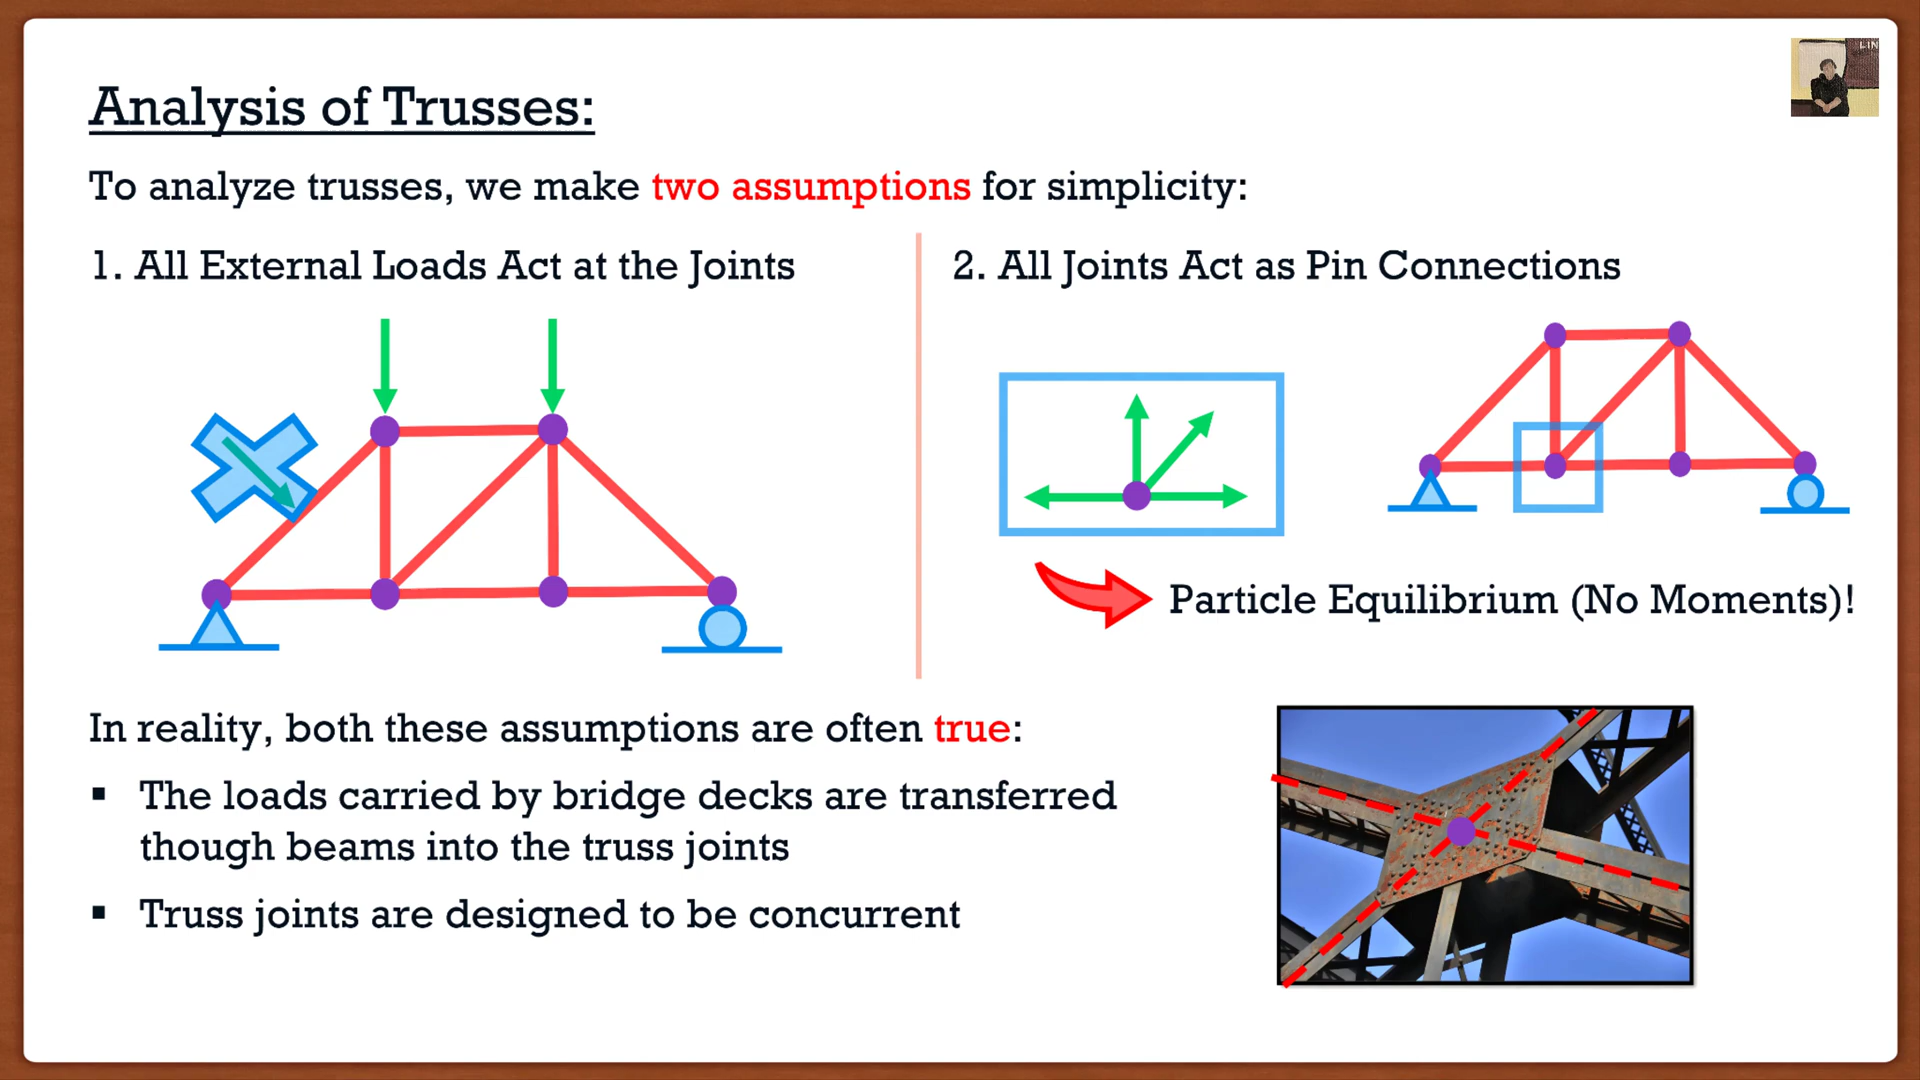 Analysis of Trusses:
To analyze trusses, we make two assumptions for simplicity:
1. All External Loads Act at the Joints
2. All Joints Act as Pin Connections
Particle Equilibrium (No Moments)!
In reality, both these assumptions are often true:
▪ The loads carried by bridge decks are transferred
though beams into the truss joints
▪ Truss joints are designed to be concurrent
LIN